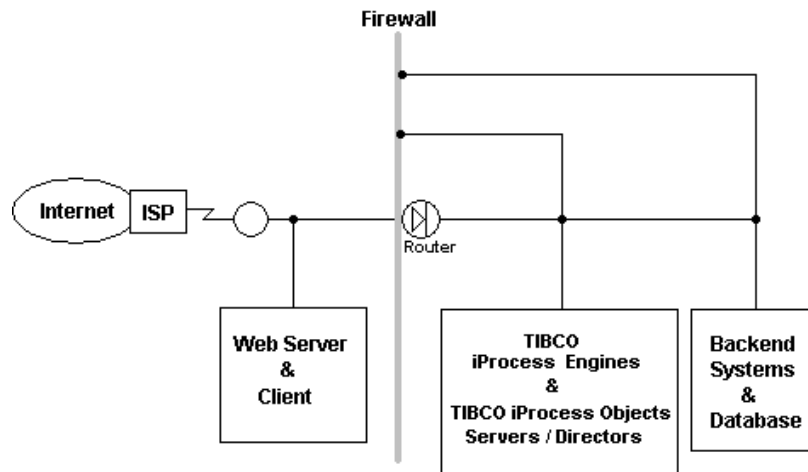 Firewall
Internet
ISP
Router
Web Server
&
Client
TIBCO
iProcess Engines
&
TIBCO iProcess Objects
Servers / Directors
Backend
Systems
&
Database